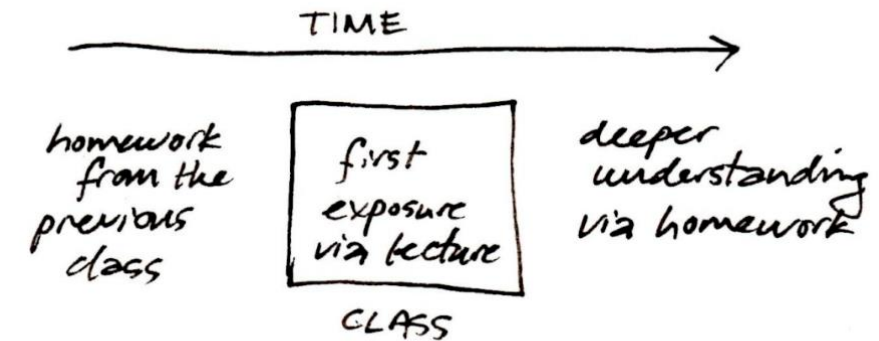 TIME
homework
from the
previous
class
first
exposure
via lecture
deeper
understanding
via homework
CLASS